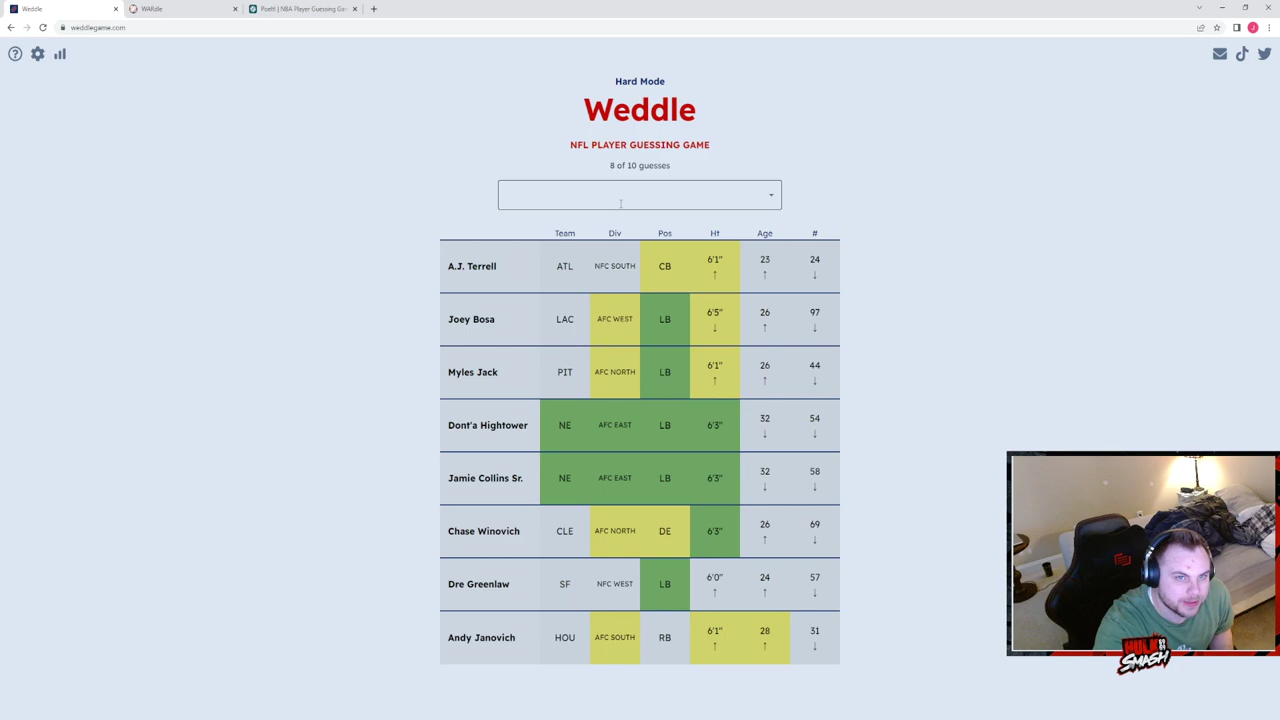 Weddle
WARdle
Poeltl | NBA Player Guessing Ga
weddlegame.com
Hard Mode
Weddle
NFL PLAYER GUESSING GAME
8 of 10 guesses
Team Div Pos Ht Age #
A.J. Terrell ATL NFC SOUTH CB 6'1" ↑ 23 ↑ 24 ↓
Joey Bosa LAC AFC WEST LB 6'5" ↓ 26 ↑ 97 ↓
Myles Jack PIT AFC NORTH LB 6'1" ↑ 26 ↑ 44 ↓
Dont'a Hightower NE AFC EAST LB 6'3" 32 ↓ 54 ↓
Jamie Collins Sr. NE AFC EAST LB 6'3" 32 ↓ 58 ↓
Chase Winovich CLE AFC NORTH DE 6'3" 26 ↑ 69 ↓
Dre Greenlaw SF NFC WEST LB 6'0" ↑ 24 ↑ 57 ↓
Andy Janovich HOU AFC SOUTH RB 6'1" ↑ 28 ↑ 31 ↓
SMASH